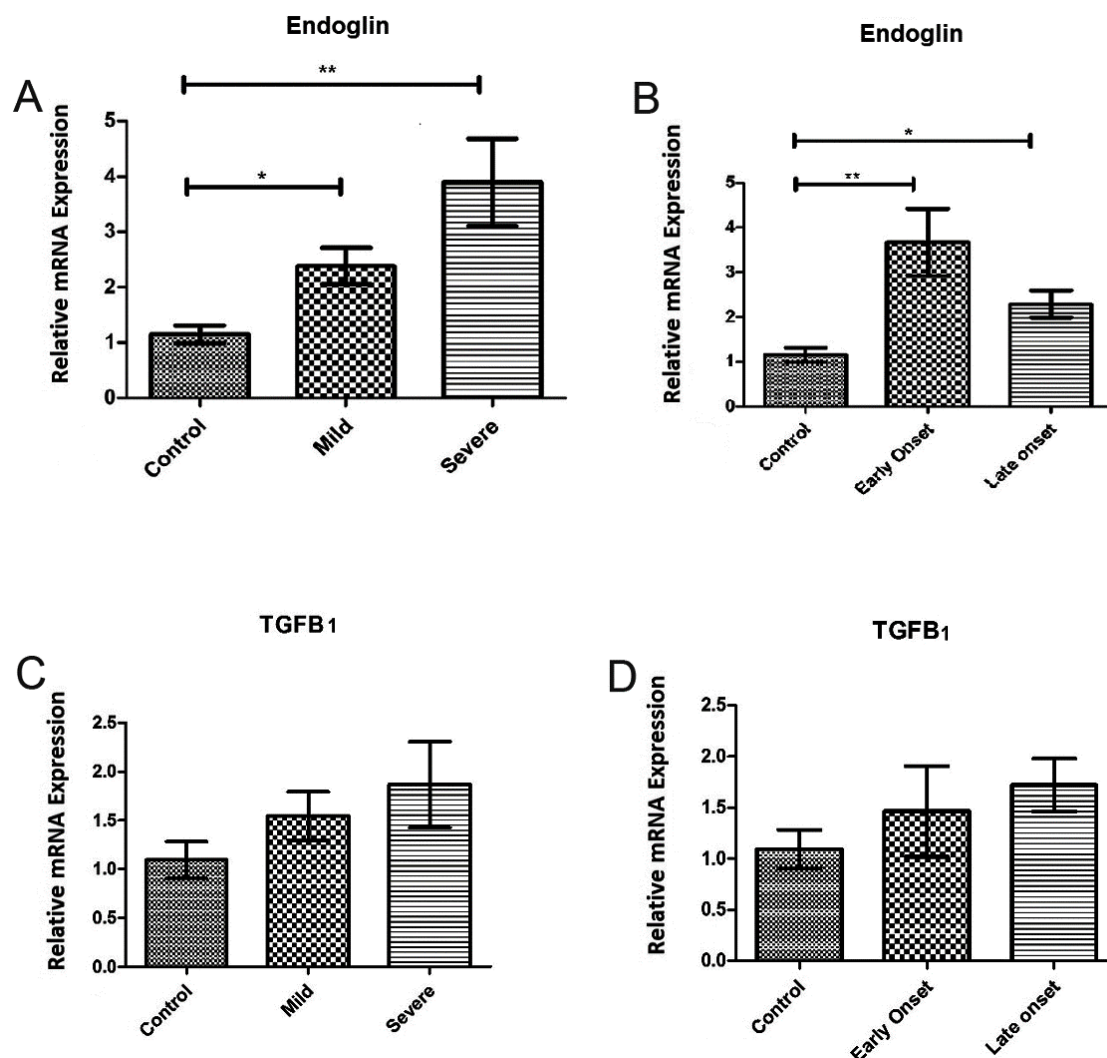 Endoglin
A
**
*
Relative mRNA Expression
5
4
3
2
1
0
Control
Mild
Severe
Endoglin
B
*
**
Relative mRNA Expression
5
4
3
2
1
0
Control
Early Onset
Late onset
TGFB1
C
Relative mRNA Expression
2.5
2.0
1.5
1.0
0.5
0.0
Control
Mild
Severe
TGFB1
D
Relative mRNA Expression
2.5
2.0
1.5
1.0
0.5
0.0
Control
Early Onset
Late onset